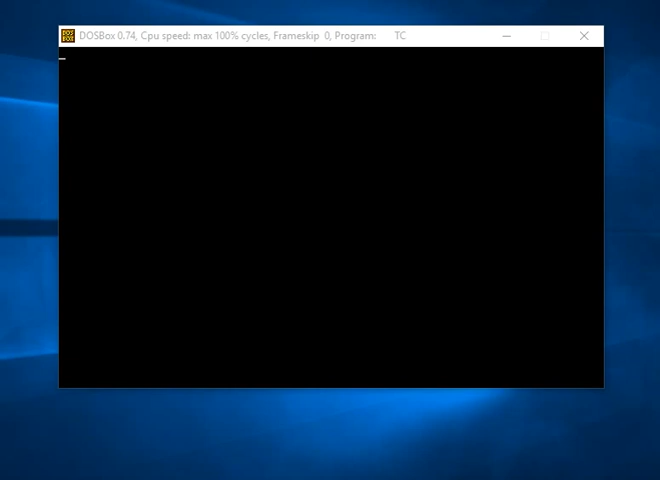 DOSBox 0.74, Cpu speed: max 100% cycles, Frameskip 0, Program: TC